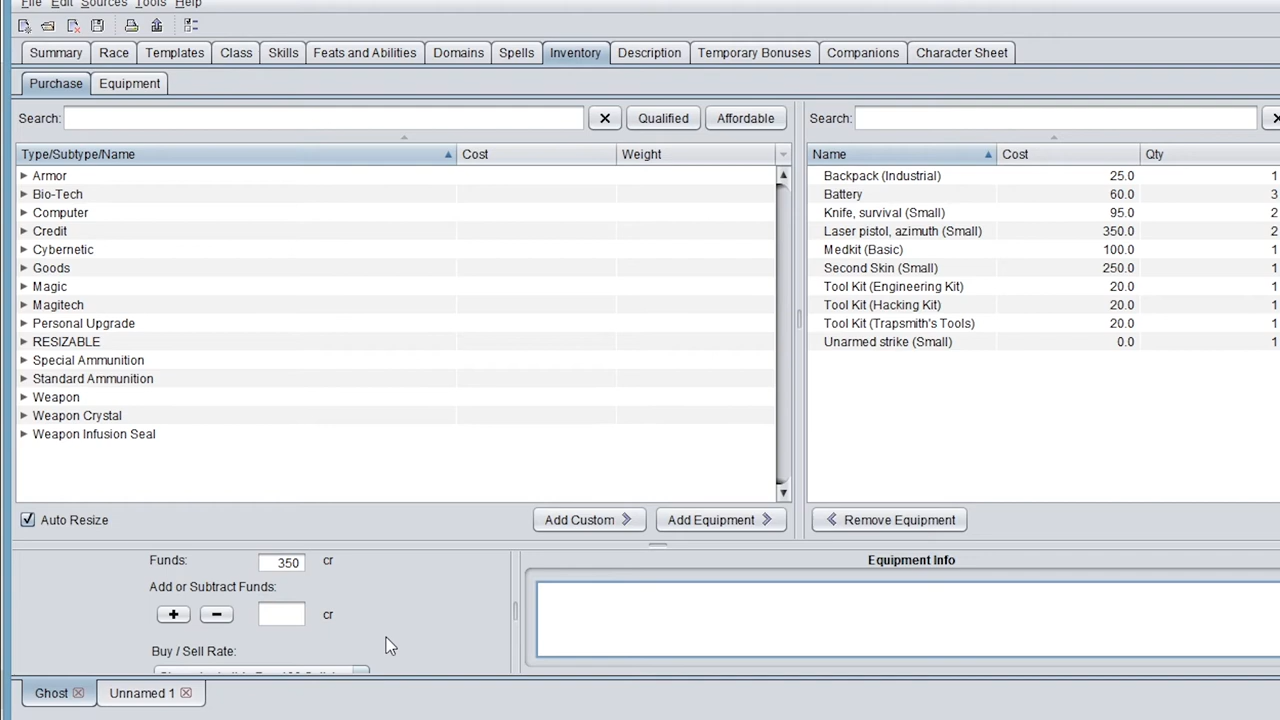 File Edit Sources Tools Help
Summary Race Templates Class Skills Feats and Abilities Domains Spells Inventory Description Temporary Bonuses Companions Character Sheet
Purchase Equipment
Search: Qualified Affordable
Type/Subtype/Name Cost Weight
Armor
Bio-Tech
Computer
Credit
Cybernetic
Goods
Magic
Magitech
Personal Upgrade
RESIZABLE
Special Ammunition
Standard Ammunition
Weapon
Weapon Crystal
Weapon Infusion Seal
Auto Resize Add Custom Add Equipment
Search:
Name Cost Qty
Backpack (Industrial) 25.0 1
Battery 60.0 3
Knife, survival (Small) 95.0 2
Laser pistol, azimuth (Small) 350.0 2
Medkit (Basic) 100.0 1
Second Skin (Small) 250.0 1
Tool Kit (Engineering Kit) 20.0 1
Tool Kit (Hacking Kit) 20.0 1
Tool Kit (Trapsmith's Tools) 20.0 1
Unarmed strike (Small) 0.0 1
Remove Equipment
Funds: 350 cr
Add or Subtract Funds:
+ - cr
Buy / Sell Rate:
Equipment Info
Ghost Unnamed 1